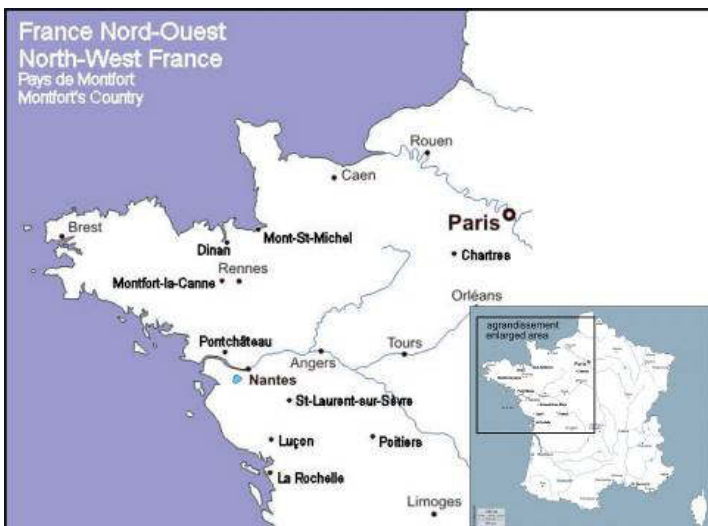 France Nord-Ouest
North-West France
Pays de Montfort
Montfort's Country
Rouen
Caen
Paris
Brest
Mont-St-Michel
Dinan
Chartres
Rennes
Montfort-la-Canne
Orléans
agrandissement
enlarged area
Pontchâteau
Tours
Angers
Paris
Nantes
St-Laurent-sur-Sèvre
Luçon
Poitiers
La Rochelle
Limoges